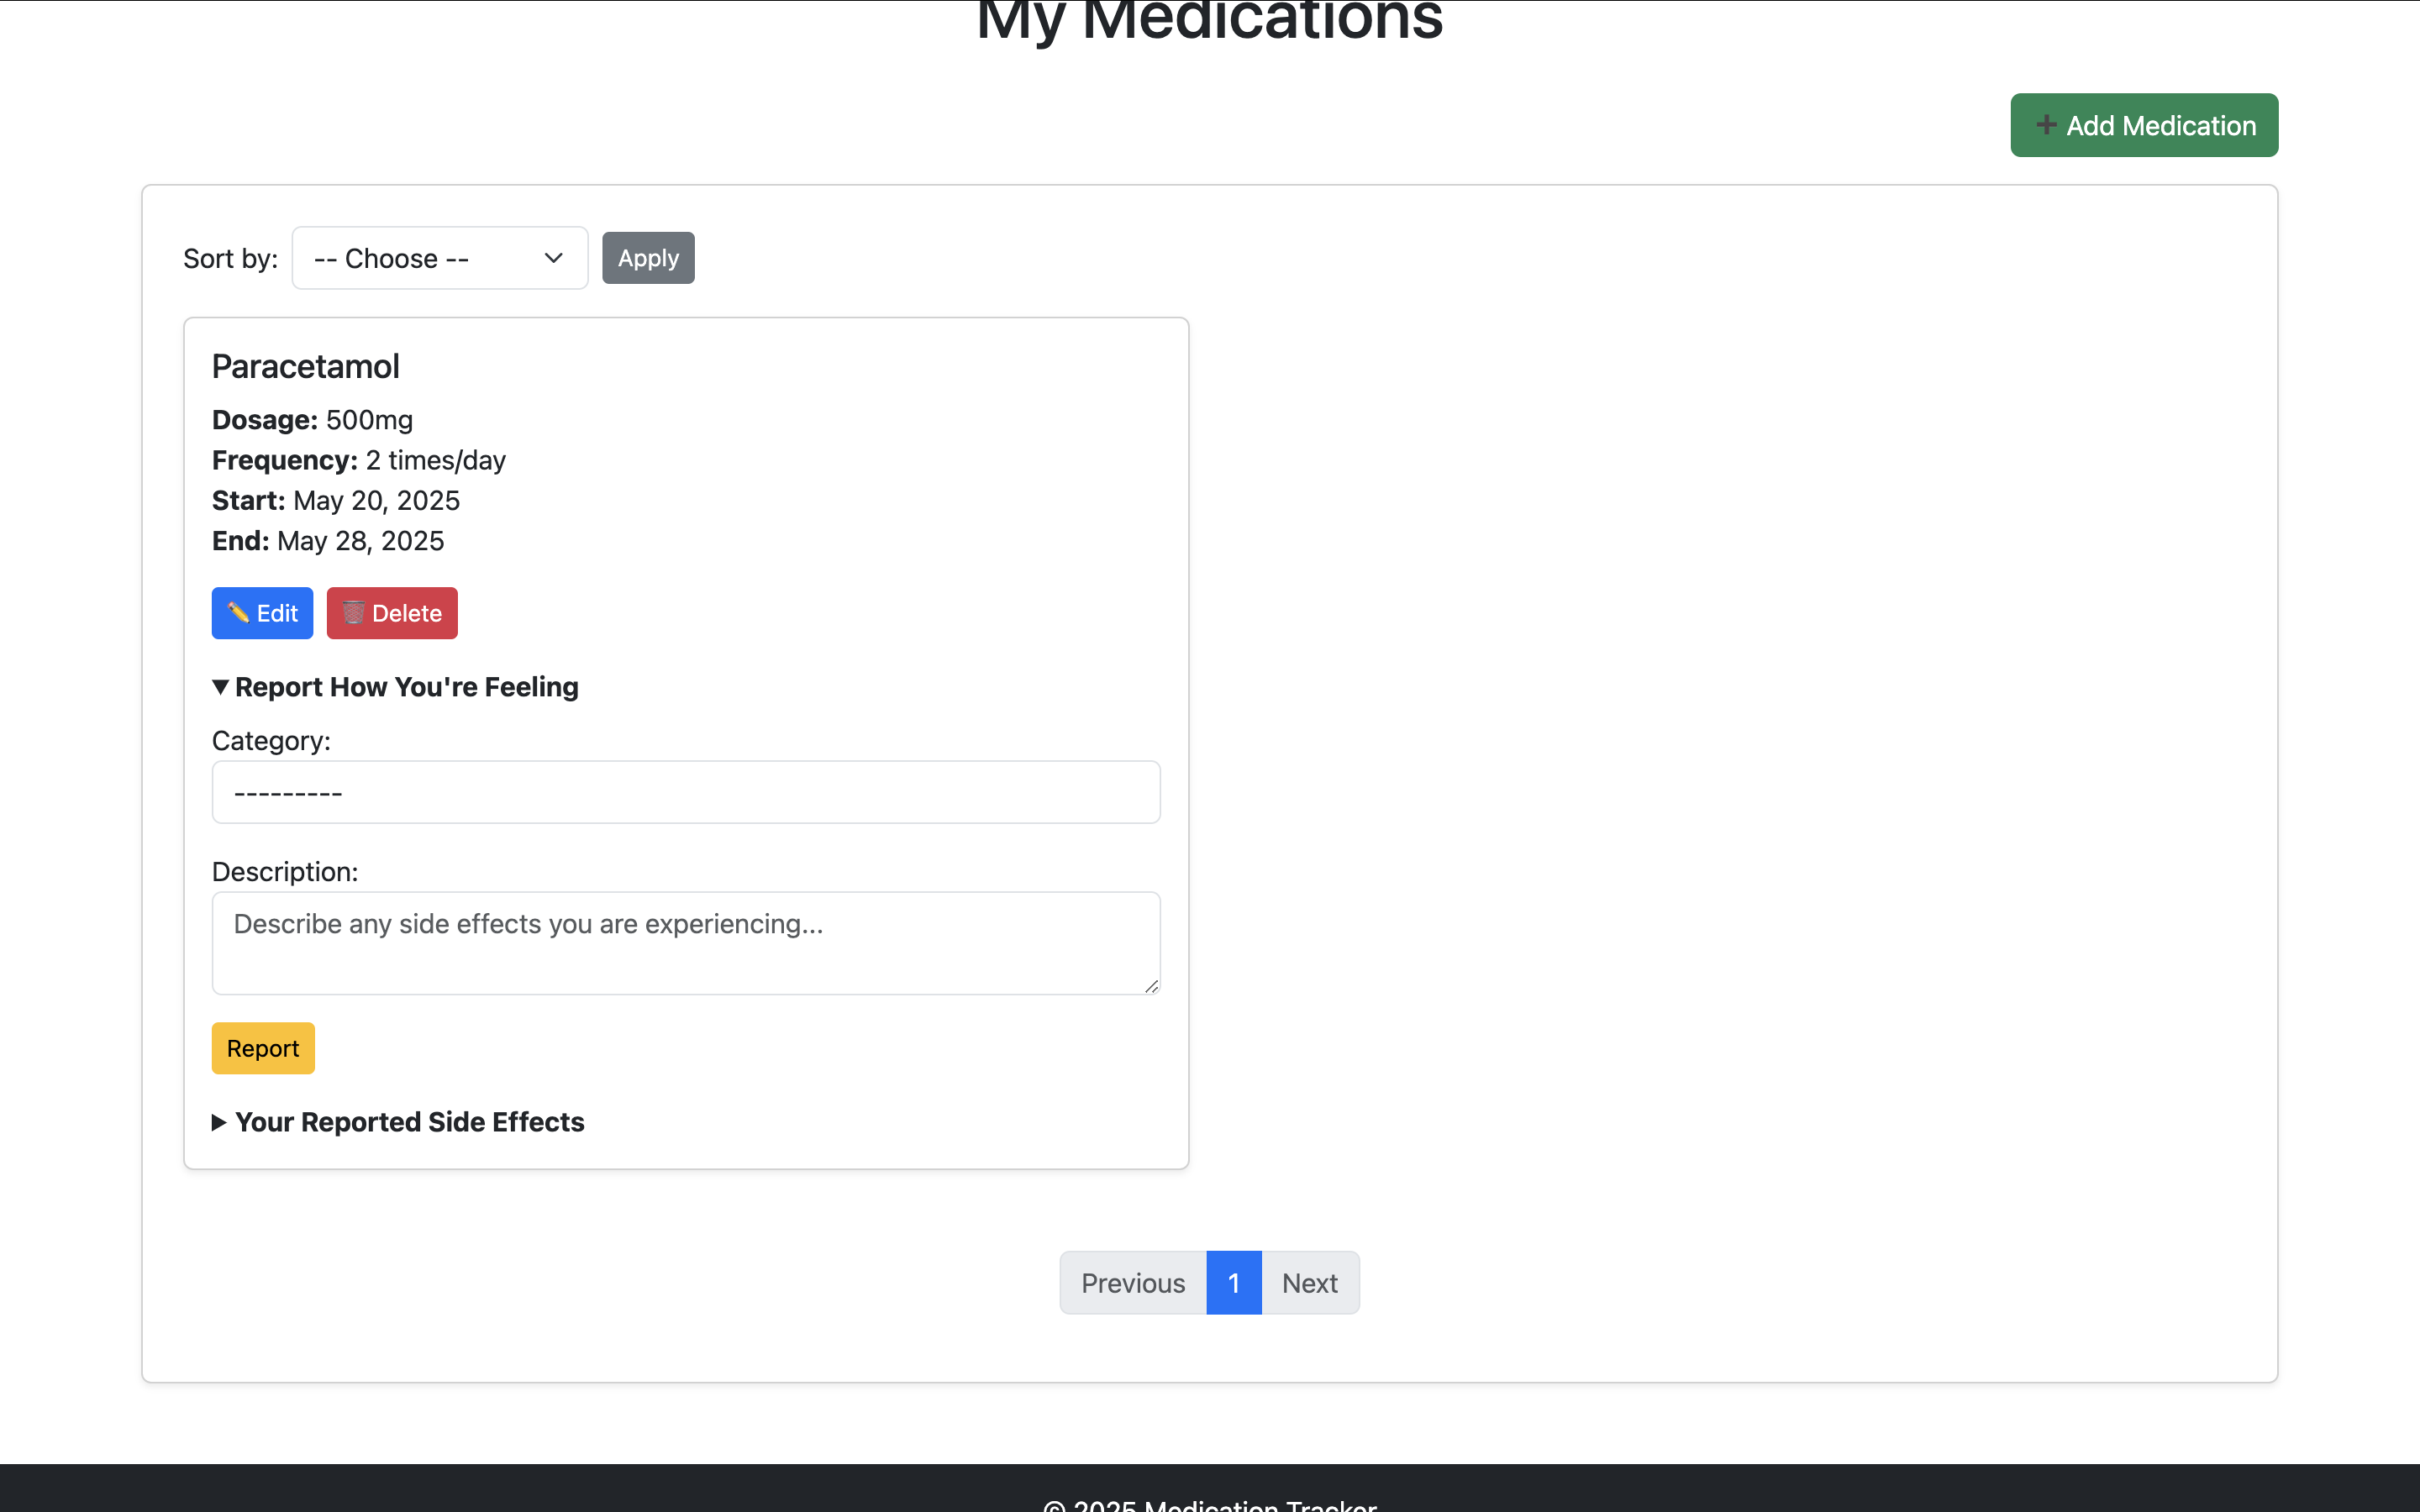 My Medications
+ Add Medication
Sort by: -- Choose -- Apply
Paracetamol
Dosage: 500mg
Frequency: 2 times/day
Start: May 20, 2025
End: May 28, 2025
Edit Delete
▼ Report How You're Feeling
Category:
---------
Description:
Describe any side effects you are experiencing...
Report
▶ Your Reported Side Effects
Previous 1 Next
© 2025 Medication Tracker